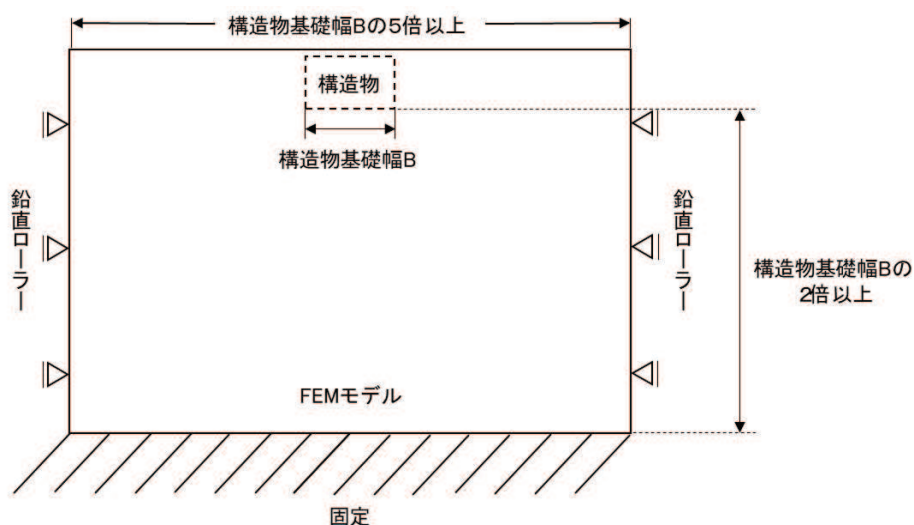 構造物基礎幅Bの5倍以上
構造物
構造物基礎幅B
鉛直ローラー
鉛直ローラー
構造物基礎幅Bの
2倍以上
FEMモデル
固定